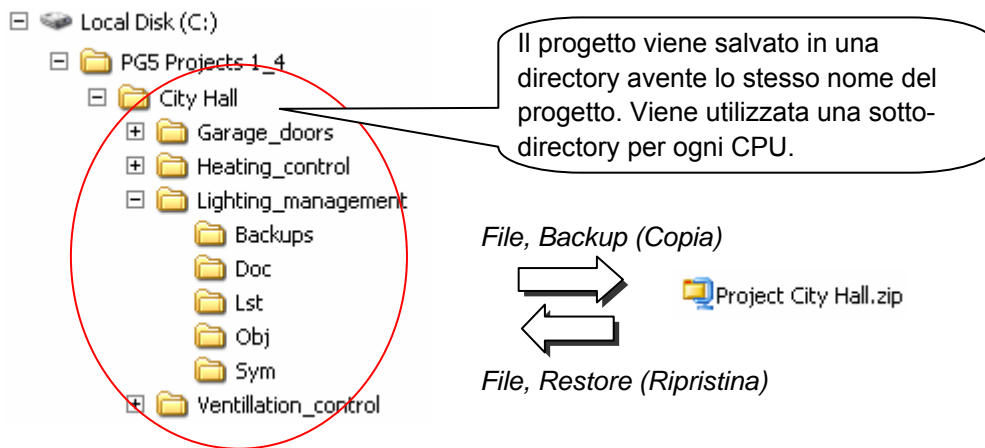 Local Disk (C:)
PG5 Projects 1_4
City Hall
Garage_doors
Heating_control
Lighting_management
Backups
Doc
Lst
Obj
Sym
Ventillation_control
Il progetto viene salvato in una
directory avente lo stesso nome del
progetto. Viene utilizzata una sotto-
directory per ogni CPU.
File, Backup (Copia)
Project City Hall.zip
File, Restore (Ripristina)